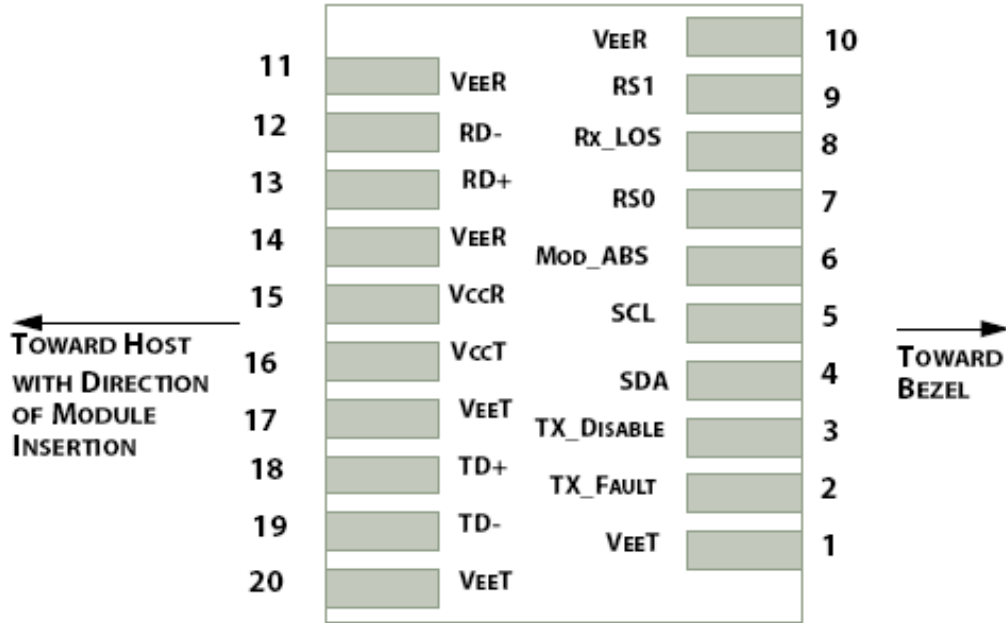 11 VEER
12 RD-
13 RD+
14 VEER
15 VCCR
16 VCCT
17 VEET
18 TD+
19 TD-
20 VEET
VEER 10
RS1 9
RX_LOS 8
RS0 7
MOD_ABS 6
SCL 5
SDA 4
TX_DISABLE 3
TX_FAULT 2
VEET 1
TOWARD HOST
WITH DIRECTION
OF MODULE
INSERTION
TOWARD
BEZEL